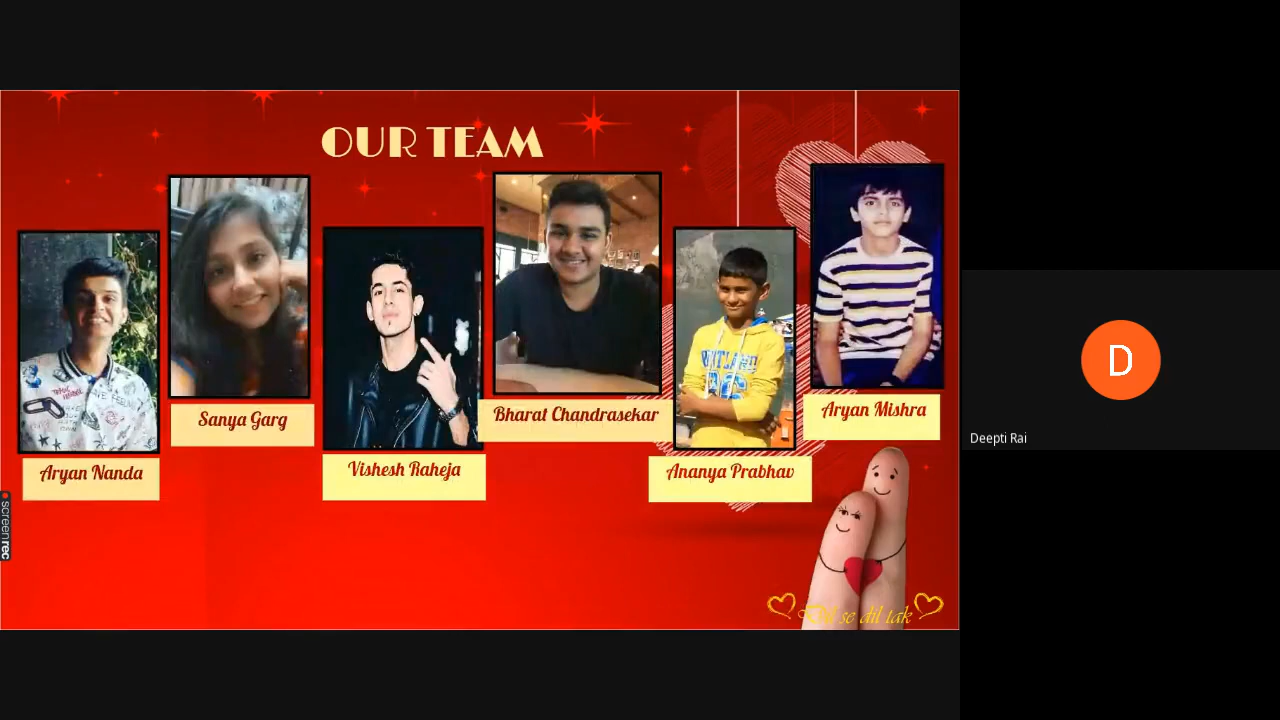 OUR TEAM
Aryan Nanda
Sanya Garg
Vishesh Raheja
Bharat Chandrasekar
Ananya Prabhav
Aryan Mishra
Dil se dil tak
screenrec
D
Deepti Rai